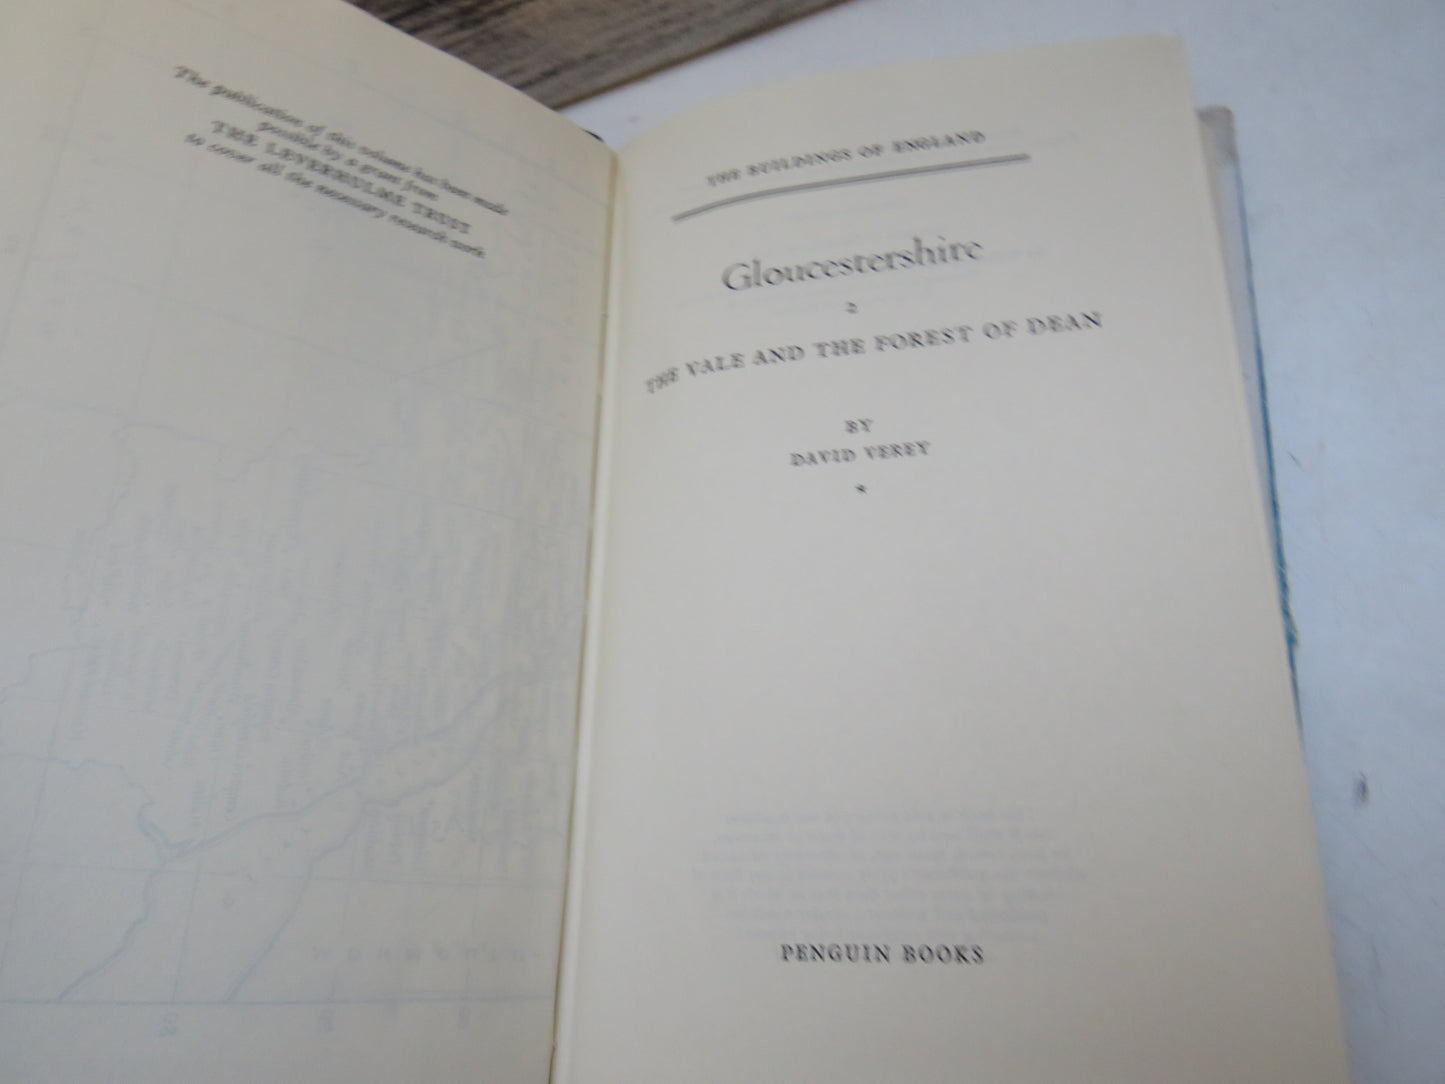 The publication of this volume has been made
possible by a grant from
THE LEVERHULME TRUST
to cover all the necessary research work
THE BUILDINGS OF ENGLAND
Gloucestershire
2
THE VALE AND THE FOREST OF DEAN
BY
DAVID VEREY
*
PENGUIN BOOKS